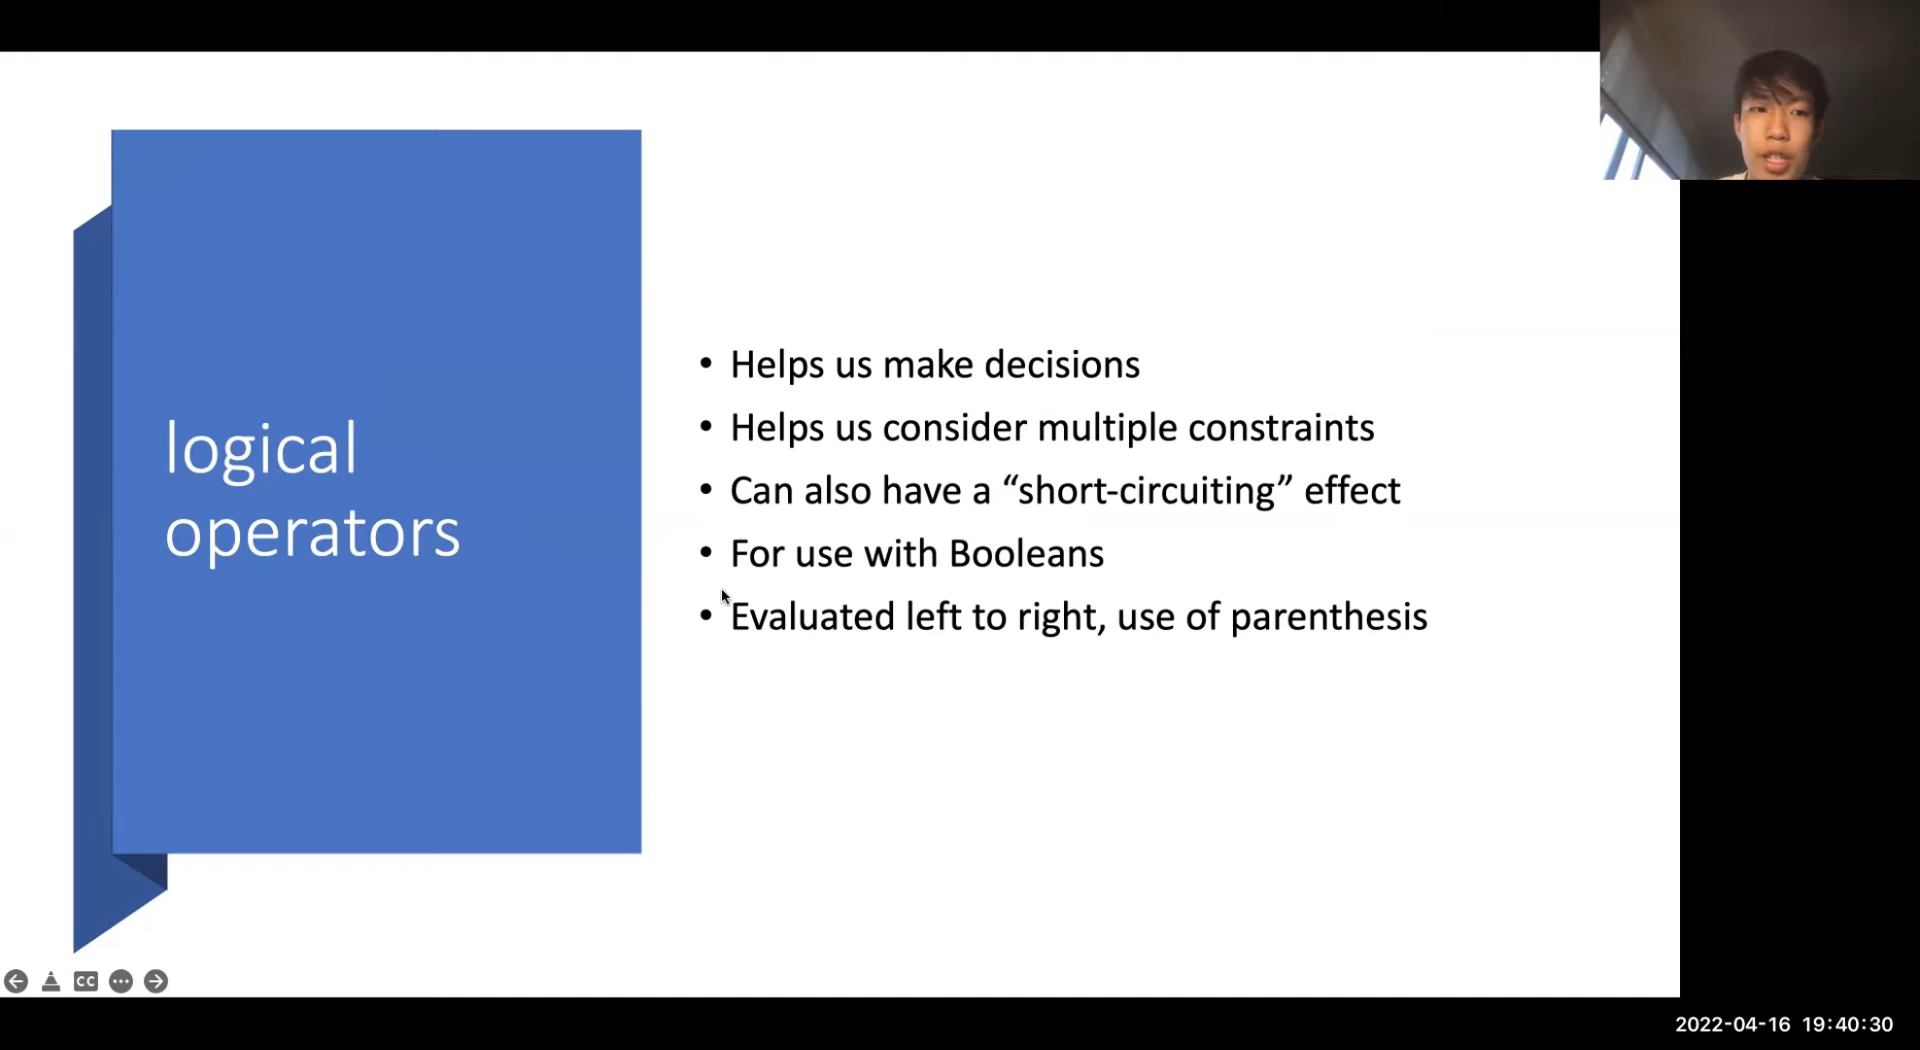 logical
operators
• Helps us make decisions
• Helps us consider multiple constraints
• Can also have a “short-circuiting” effect
• For use with Booleans
• Evaluated left to right, use of parenthesis
CC
2022-04-16 19:40:30